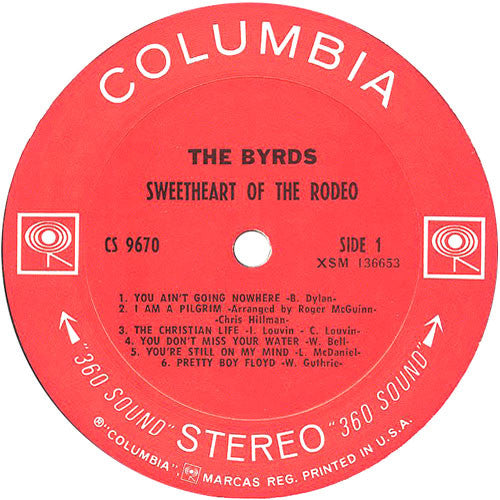 COLUMBIA
THE BYRDS
SWEETHEART OF THE RODEO
CS 9670
SIDE 1
XSM 136653
1. YOU AIN'T GOING NOWHERE -B. Dylan-
2. I AM A PILGRIM -Arranged by Roger McGuinn-
-Chris Hillman-
3. THE CHRISTIAN LIFE -I. Louvin - C. Louvin-
4. YOU DON'T MISS YOUR WATER -W. Bell-
5. YOU'RE STILL ON MY MIND -L. McDaniel-
6. PRETTY BOY FLOYD -W. Guthrie-
"360 SOUND" STEREO "360 SOUND"
®"COLUMBIA", MARCAS REG. PRINTED IN U.S.A.